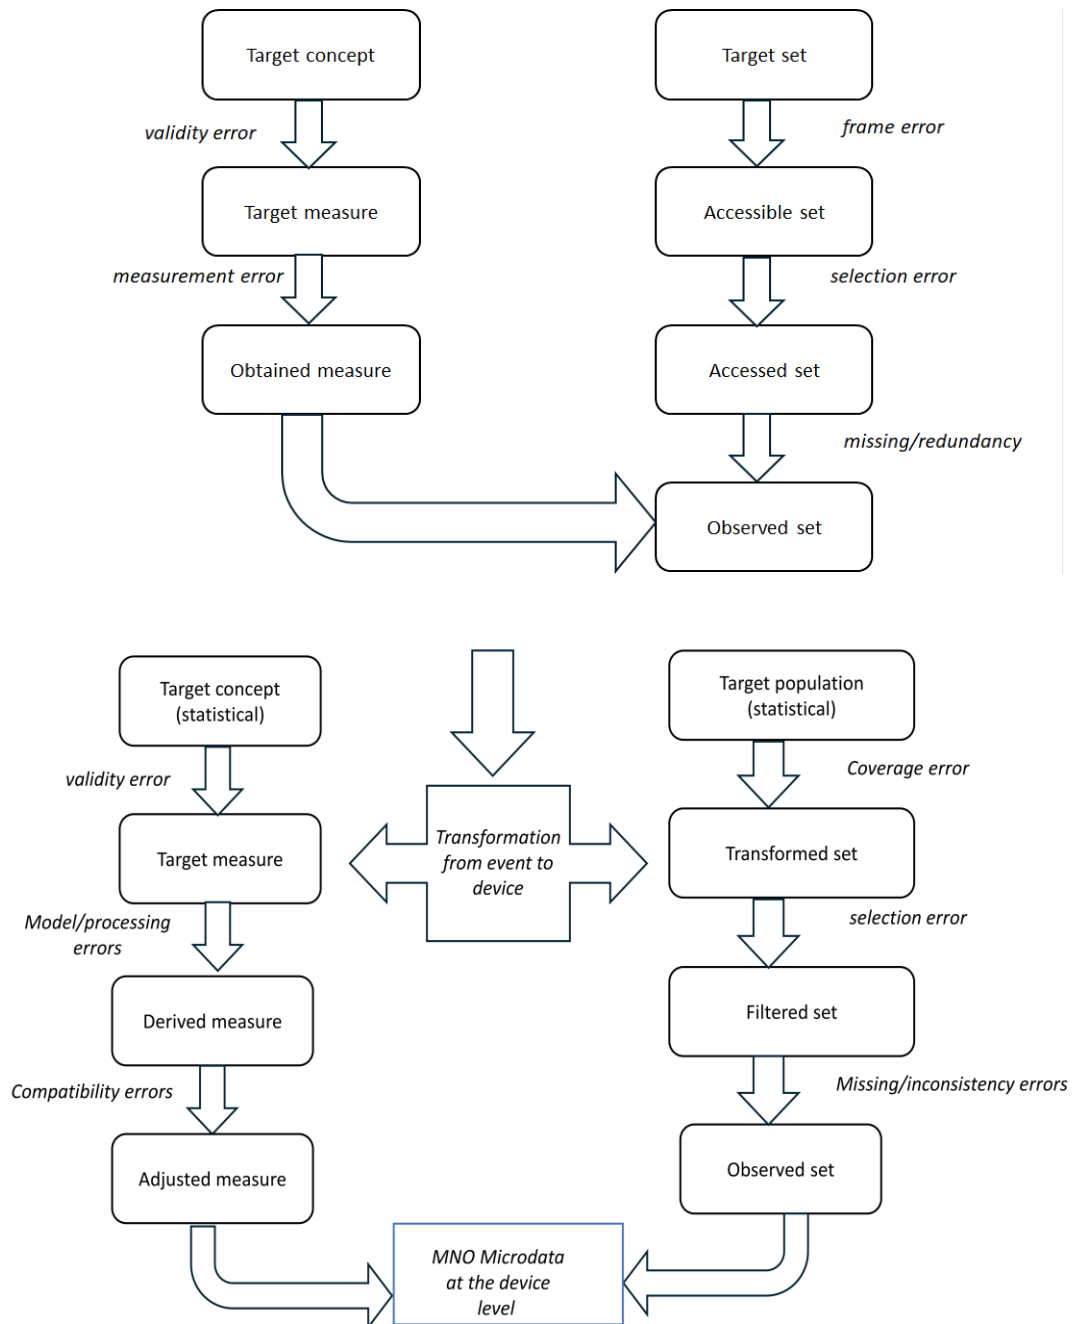 Target concept
Target set
validity error
frame error
Target measure
Accessible set
measurement error
selection error
Obtained measure
Accessed set
missing/redundancy
Observed set
Target concept
(statistical)
Target population
(statistical)
validity error
Coverage error
Transformation
from event to
device
Target measure
Transformed set
Model/processing
errors
selection error
Derived measure
Filtered set
Compatibility errors
Missing/inconsistency errors
Adjusted measure
Observed set
MNO Microdata
at the device
level